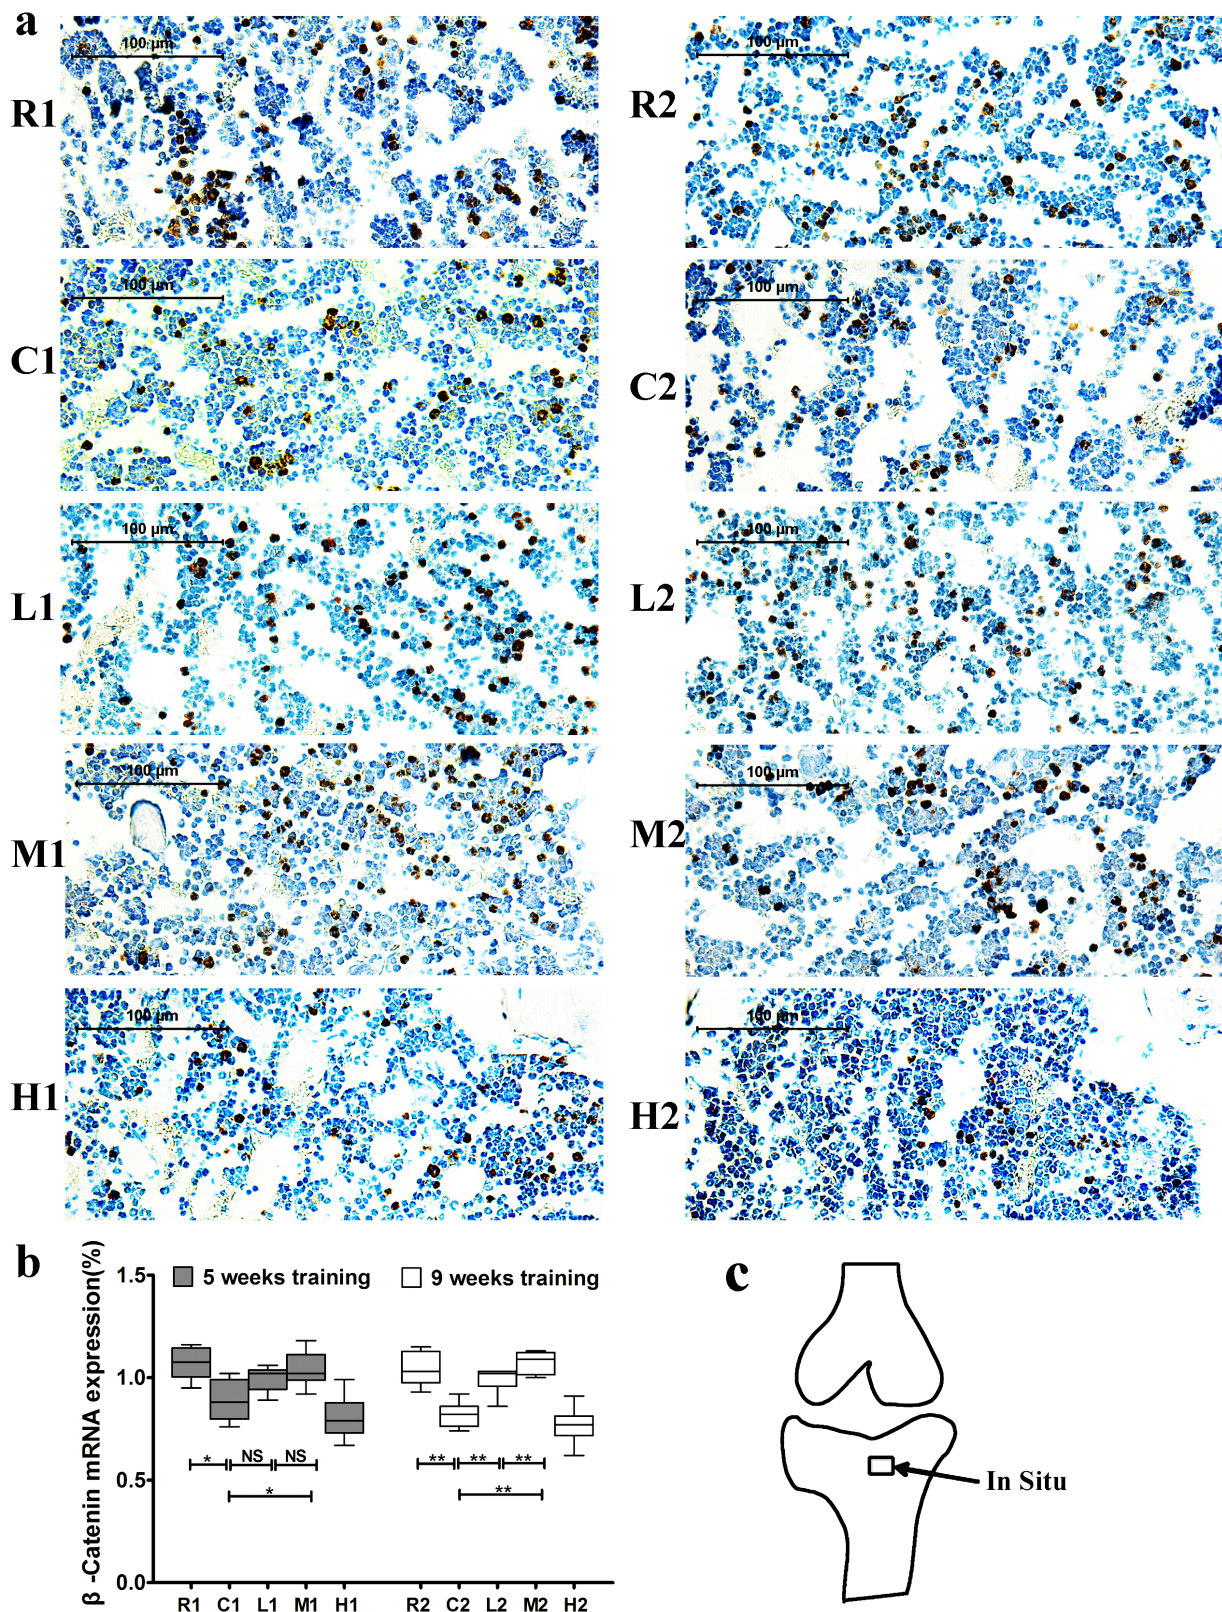 a
R1
100 µm
R2
100 µm
C1
100 µm
C2
100 µm
L1
100 µm
L2
100 µm
M1
100 µm
M2
100 µm
H1
100 µm
H2
100 µm
b
β -Catenin mRNA expression(%)
1.5
1.0
0.5
0.0
5 weeks training
9 weeks training
* NS NS
*
** ** **
**
R1 C1 L1 M1 H1 R2 C2 L2 M2 H2
c
In Situ